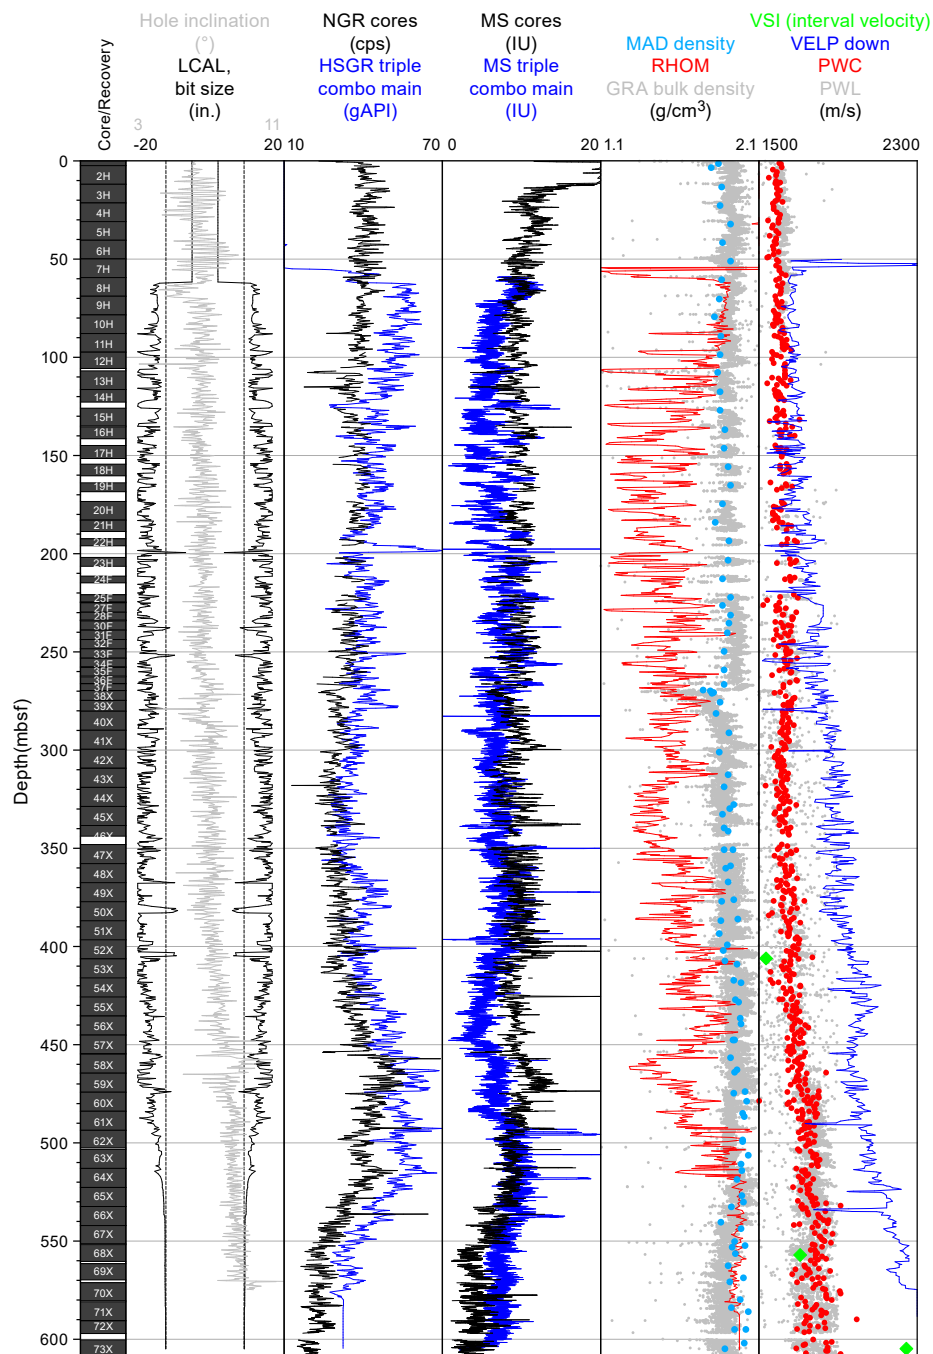 Hole inclination
(°)
LCAL,
bit size
(in.)
NGR cores
(cps)
HSGR triple
combo main
(gAPI)
MS cores
(IU)
MS triple
combo main
(IU)
MAD density
RHOM
GRA bulk density
(g/cm³)
VSI (interval velocity)
VELP down
PWC
PWL
(m/s)
Core/Recovery
3 11
-20 20 10 70 0 20 1.1 2.1 1500 2300
Depth(mbsf)
0
2H
3H
4H
5H
6H
50
7H
8H
9H
10H
11H
100
12H
13H
14H
15H
16H
150
17H
18H
19H
20H
21H
22H
200
23H
24F
25F
27F
28F
30F
31F
32F
250
33F
34F
35F
36F
37F
38X
39X
40X
300
41X
42X
43X
44X
45X
46X
350
47X
48X
49X
50X
51X
400
52X
53X
54X
55X
56X
450
57X
58X
59X
60X
61X
500
62X
63X
64X
65X
66X
550
67X
68X
69X
70X
71X
72X
600
73X